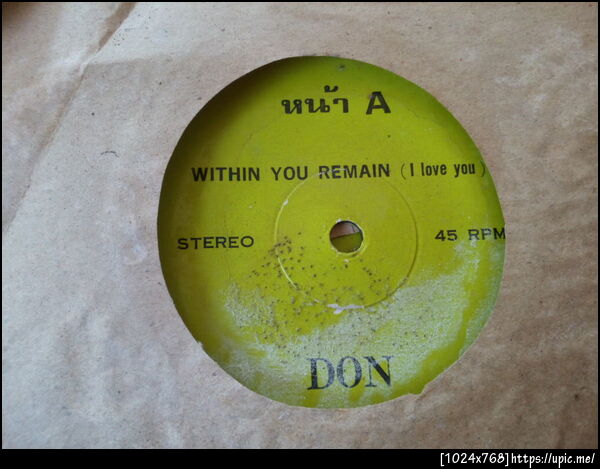 หน้า A
WITHIN YOU REMAIN (I love you)
STEREO
45 RPM
DON
[1024x768]https://upic.me/